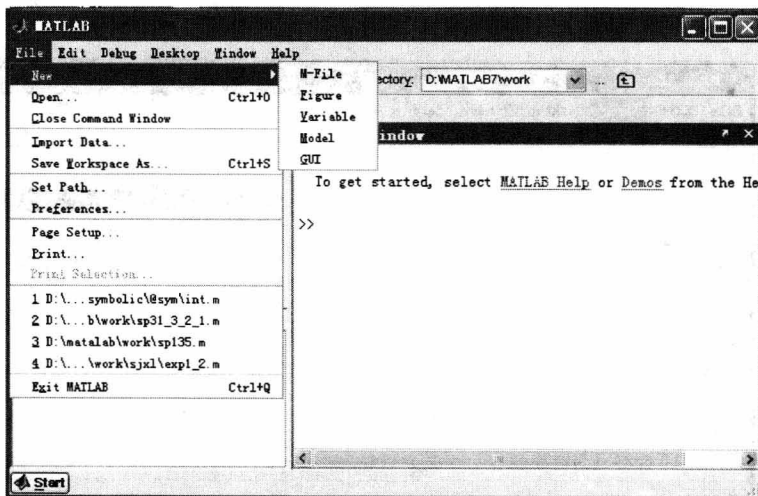 MATLAB
File Edit Debug Desktop Window Help
New
M-File
Figure
Variable
Model
GUI
ectory: D:\MATLAB7\work ...
Open... Ctrl+O
Close Command Window
Import Data...
Save Workspace As... Ctrl+S
Set Path...
Preferences...
Page Setup...
Print...
Print Selection...
1 D:\...symbolic\@sym\int.m
2 D:\...b\work\sp31_3_2_1.m
3 D:\matalab\work\sp135.m
4 D:\...\work\sjxl\exp1_2.m
Exit MATLAB Ctrl+Q
indow
To get started, select MATLAB Help or Demos from the He
>>
Start